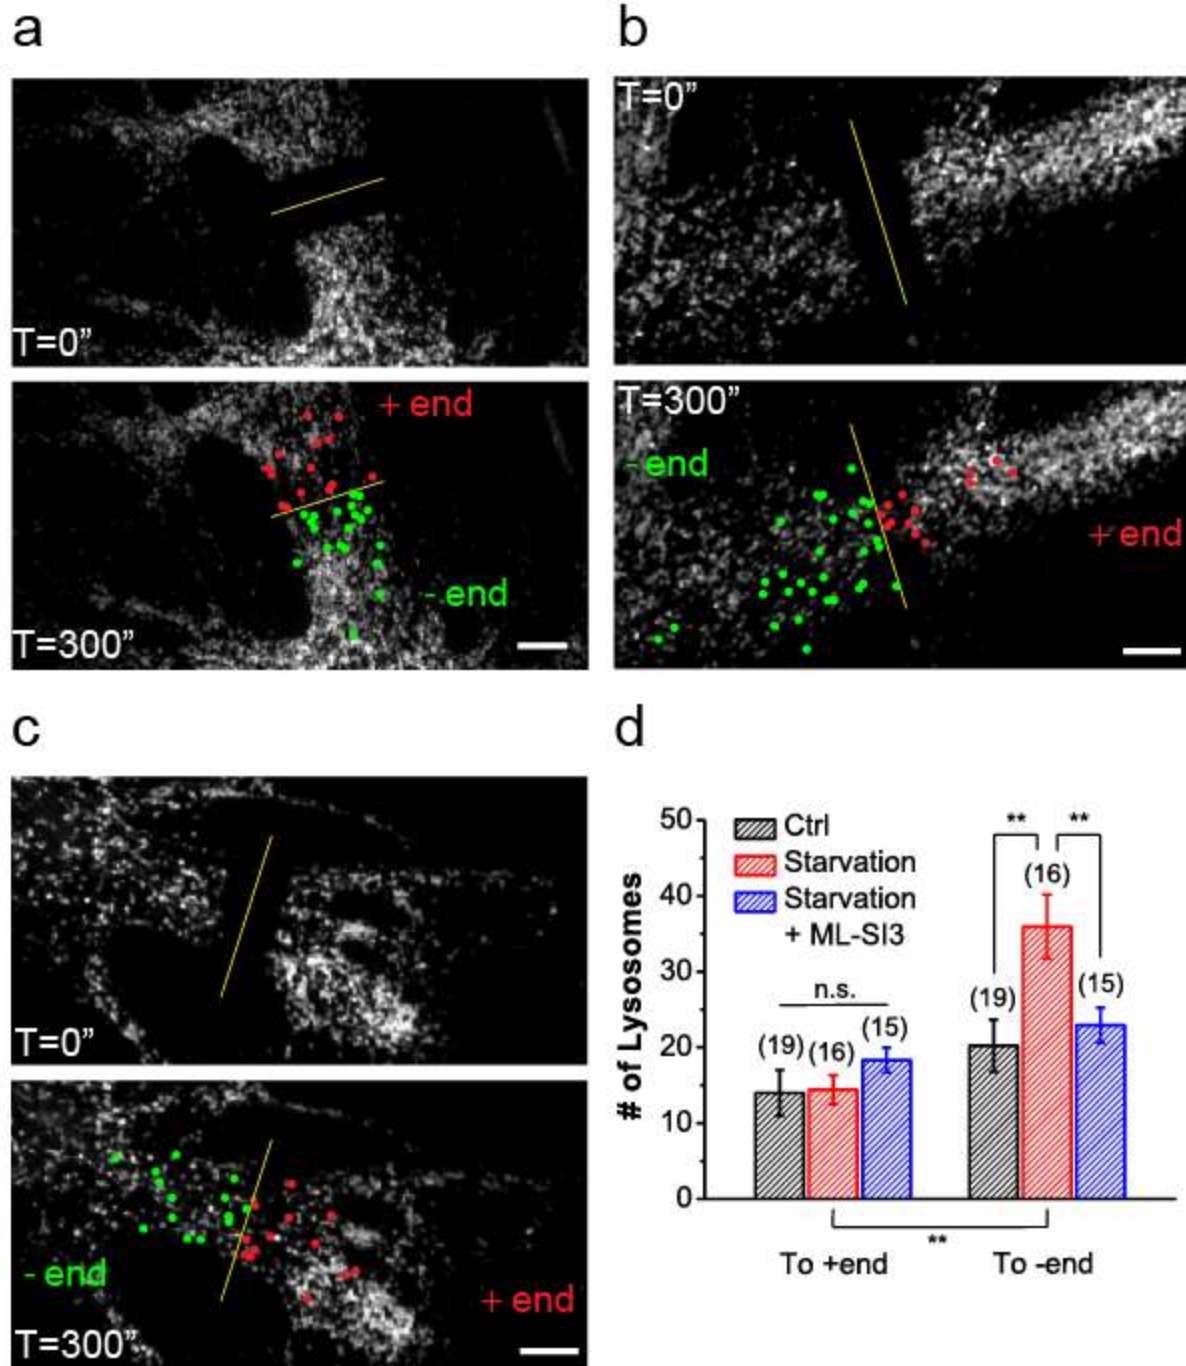 a
b
T=0”
T=0”
+ end
- end
T=300”
T=300”
- end
+ end
c
d
T=0”
- end
+ end
T=300”
# of Lysosomes
50
40
30
20
10
0
Ctrl
Starvation
Starvation
+ ML-SI3
n.s.
(19)
(16)
(15)
**
**
(19)
(16)
(15)
**
To +end
To -end